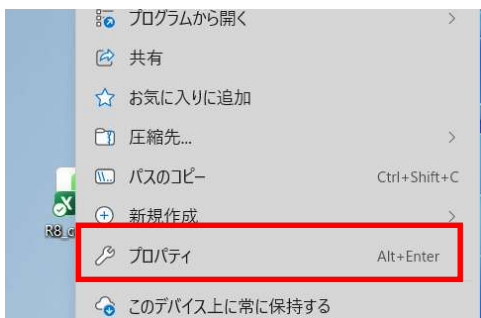 プログラムから開く
共有
お気に入りに追加
圧縮先...
パスのコピー Ctrl+Shift+C
新規作成
R8_
プロパティ Alt+Enter
このデバイス上に常に保持する